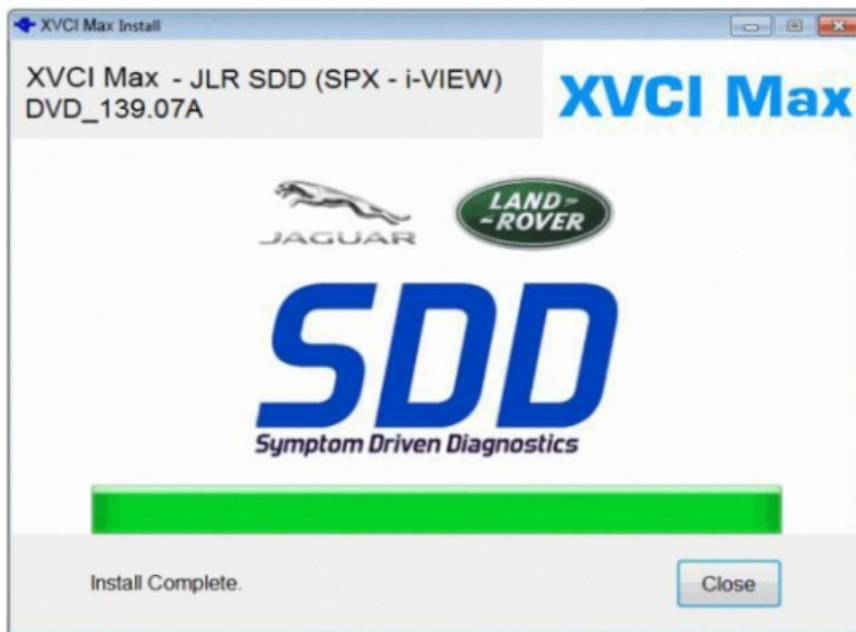 XVCI Max Install
XVCI Max - JLR SDD (SPX - i-VIEW)
DVD_139.07A
XVCI Max
JAGUAR
LAND-
-ROVER
SDD
Symptom Driven Diagnostics
Install Complete.
Close